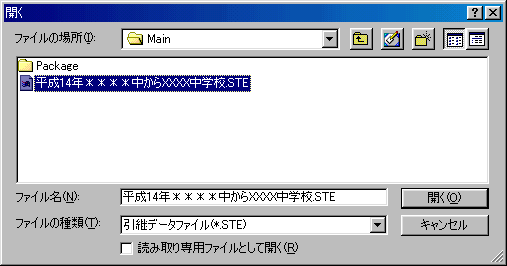 開く
ファイルの場所(I):
Main
Package
平成14年＊＊＊＊中からXXXX中学校.STE
ファイル名(N):
平成14年＊＊＊＊中からXXXX中学校.STE
開く(O)
ファイルの種類(T):
引継データファイル(*.STE)
キャンセル
読み取り専用ファイルとして開く(R)